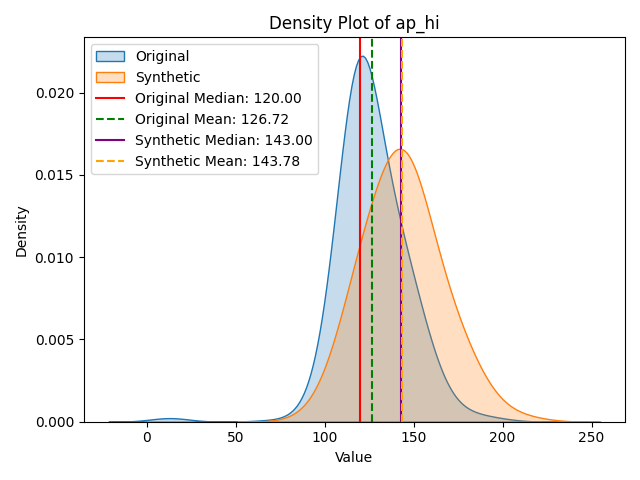 Density Plot of ap_hi
Original
Synthetic
Original Median: 120.00
Original Mean: 126.72
Synthetic Median: 143.00
Synthetic Mean: 143.78
Density
0.020
0.015
0.010
0.005
0.000
0 50 100 150 200 250
Value